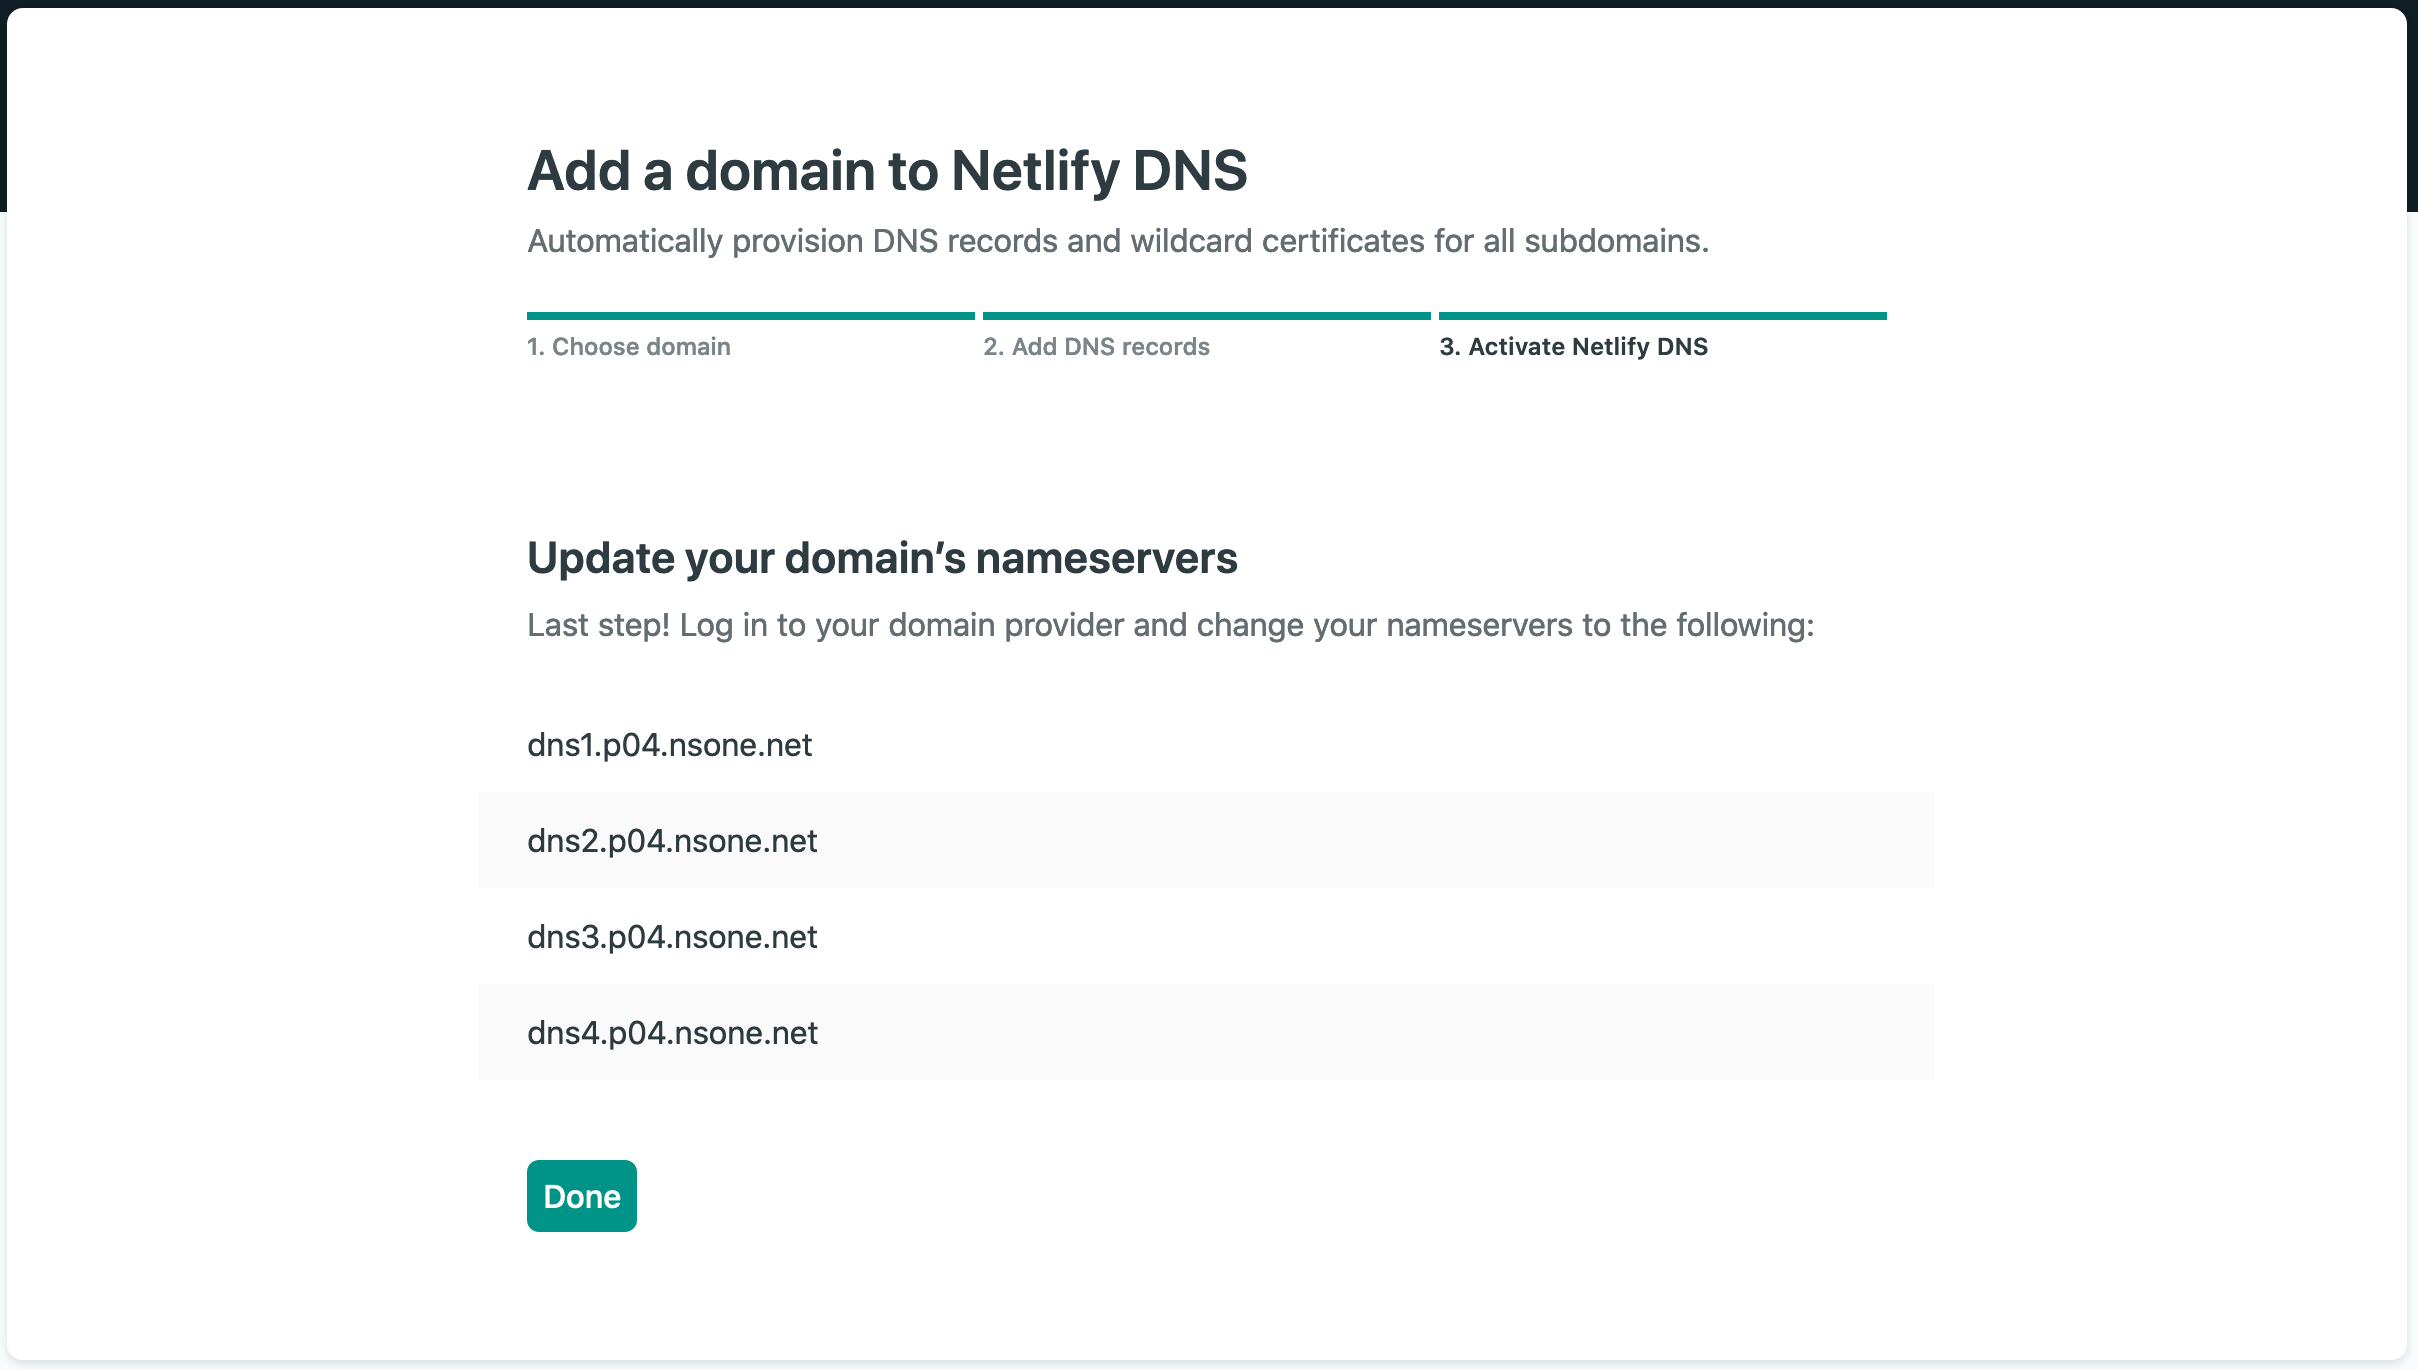 Add a domain to Netlify DNS
Automatically provision DNS records and wildcard certificates for all subdomains.
1. Choose domain
2. Add DNS records
3. Activate Netlify DNS
Update your domain’s nameservers
Last step! Log in to your domain provider and change your nameservers to the following:
dns1.p04.nsone.net
dns2.p04.nsone.net
dns3.p04.nsone.net
dns4.p04.nsone.net
Done